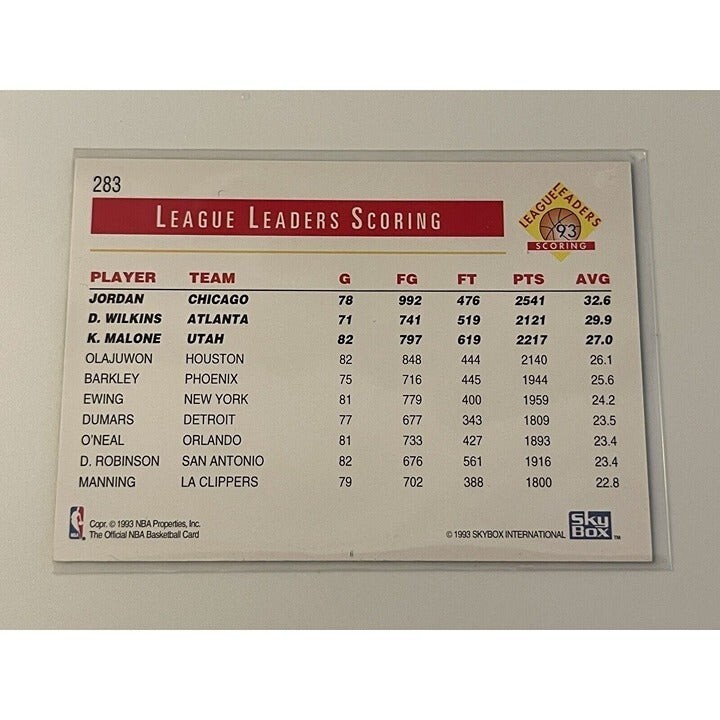 283
LEAGUE LEADERS SCORING
LEAGUE LEADERS
93
SCORING
PLAYER TEAM G FG FT PTS AVG
JORDAN CHICAGO 78 992 476 2541 32.6
D. WILKINS ATLANTA 71 741 519 2121 29.9
K. MALONE UTAH 82 797 619 2217 27.0
OLAJUWON HOUSTON 82 848 444 2140 26.1
BARKLEY PHOENIX 75 716 445 1944 25.6
EWING NEW YORK 81 779 400 1959 24.2
DUMARS DETROIT 77 677 343 1809 23.5
O'NEAL ORLANDO 81 733 427 1893 23.4
D. ROBINSON SAN ANTONIO 82 676 561 1916 23.4
MANNING LA CLIPPERS 79 702 388 1800 22.8
NBA
Copr. © 1993 NBA Properties, Inc.
The Official NBA Basketball Card
© 1993 SKYBOX INTERNATIONAL
SkyBox TM
6